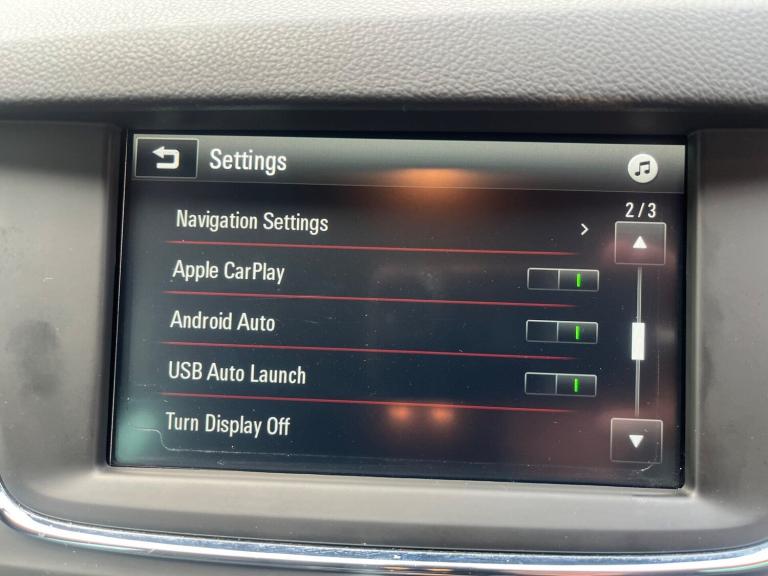 Settings
2/3
Navigation Settings
Apple CarPlay
Android Auto
USB Auto Launch
Turn Display Off